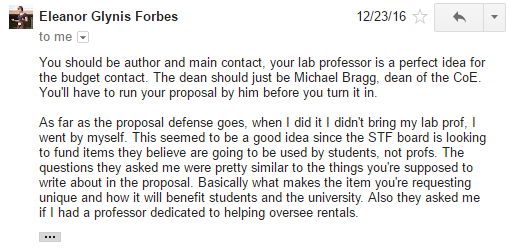 Eleanor Glynis Forbes 12/23/16
to me
You should be author and main contact, your lab professor is a perfect idea for
the budget contact. The dean should just be Michael Bragg, dean of the CoE.
You'll have to run your proposal by him before you turn it in.
As far as the proposal defense goes, when I did it I didn't bring my lab prof, I
went by myself. This seemed to be a good idea since the STF board is looking
to fund items they believe are going to be used by students, not profs. The
questions they asked me were pretty similar to the things you're supposed to
write about in the proposal. Basically what makes the item you're requesting
unique and how it will benefit students and the university. Also they asked me
if I had a professor dedicated to helping oversee rentals.